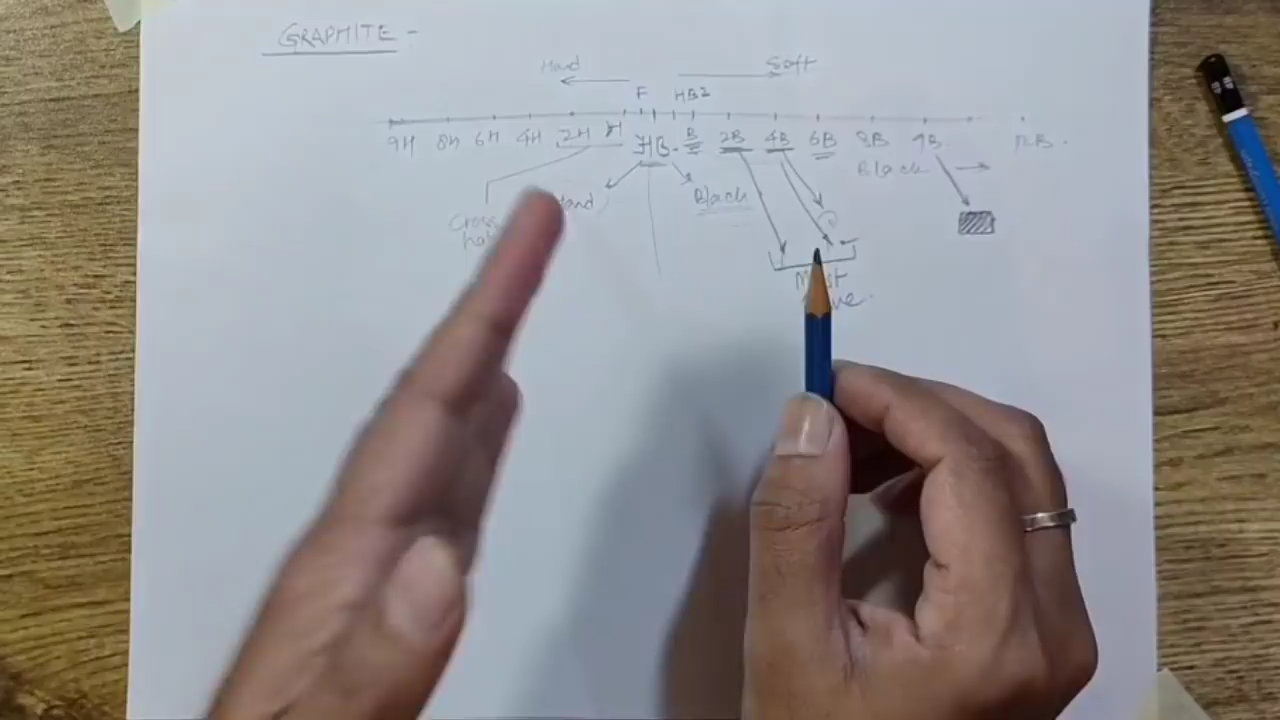 GRAPHITE -
Hard Soft
F HB2
9H 8H 6H 4H 2H H HB - B 2B 4B 6B 8B 9B 12B .
Black
Black